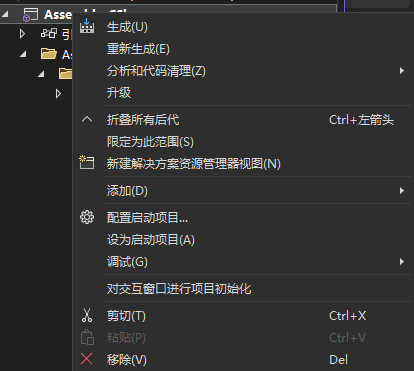 引
A
生成(U)
重新生成(E)
分析和代码清理(Z)
升级
折叠所有后代 Ctrl+左箭头
限定为此范围(S)
新建解决方案资源管理器视图(N)
添加(D)
配置启动项目...
设为启动项目(A)
调试(G)
对交互窗口进行项目初始化
剪切(T) Ctrl+X
粘贴(P) Ctrl+V
移除(V) Del